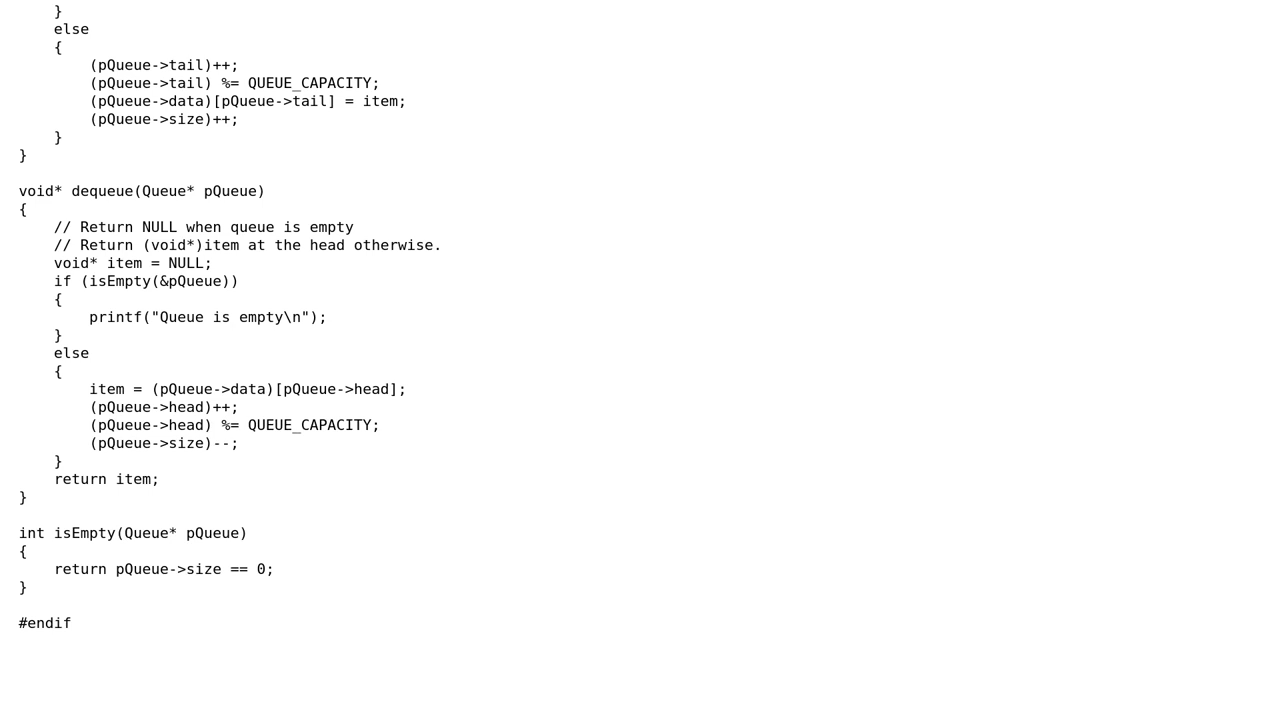 }
    else
    {
        (pQueue->tail)++;
        (pQueue->tail) %= QUEUE_CAPACITY;
        (pQueue->data)[pQueue->tail] = item;
        (pQueue->size)++;
    }
}

void* dequeue(Queue* pQueue)
{
    // Return NULL when queue is empty
    // Return (void*)item at the head otherwise.
    void* item = NULL;
    if (isEmpty(&pQueue))
    {
        printf("Queue is empty\n");
    }
    else
    {
        item = (pQueue->data)[pQueue->head];
        (pQueue->head)++;
        (pQueue->head) %= QUEUE_CAPACITY;
        (pQueue->size)--;
    }
    return item;
}

int isEmpty(Queue* pQueue)
{
    return pQueue->size == 0;
}

#endif